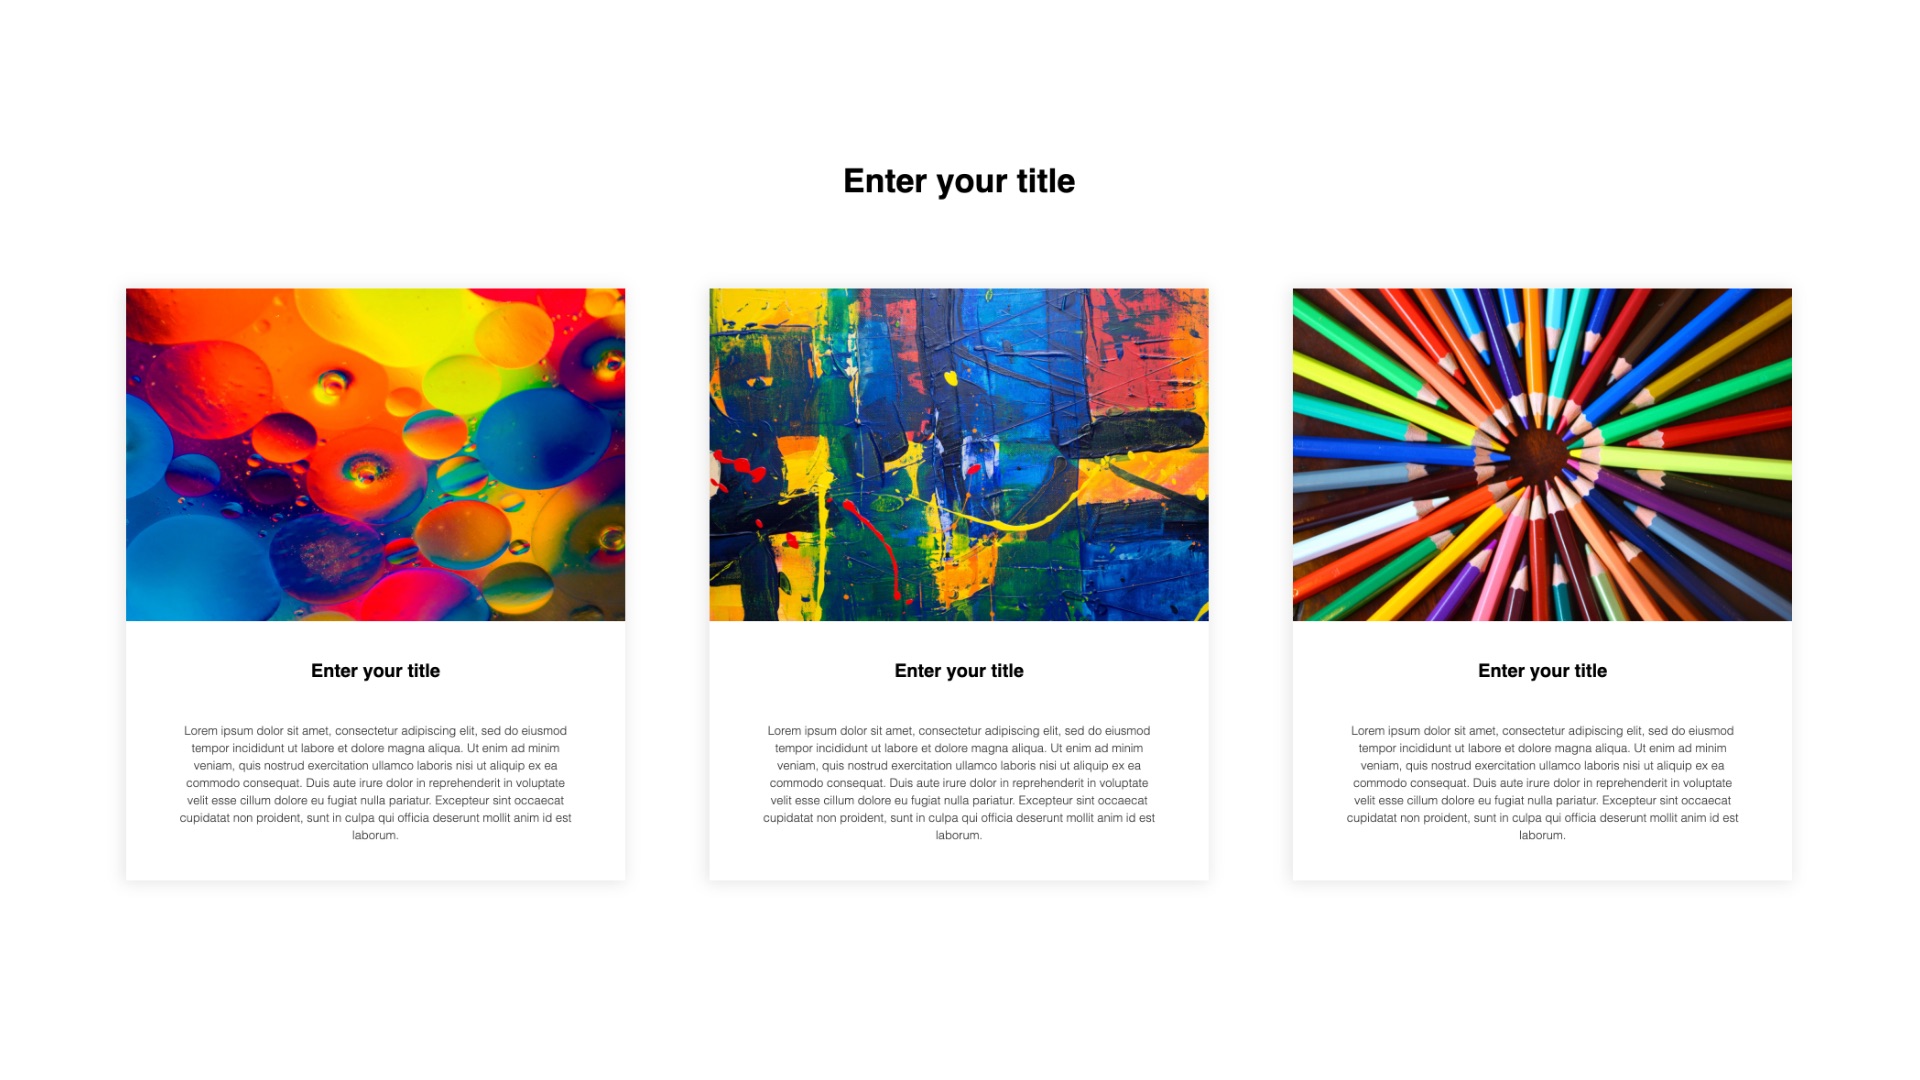 Enter your title
Enter your title
Lorem ipsum dolor sit amet, consectetur adipiscing elit, sed do eiusmod
tempor incididunt ut labore et dolore magna aliqua. Ut enim ad minim
veniam, quis nostrud exercitation ullamco laboris nisi ut aliquip ex ea
commodo consequat. Duis aute irure dolor in reprehenderit in voluptate
velit esse cillum dolore eu fugiat nulla pariatur. Excepteur sint occaecat
cupidatat non proident, sunt in culpa qui officia deserunt mollit anim id est
laborum.
Enter your title
Lorem ipsum dolor sit amet, consectetur adipiscing elit, sed do eiusmod
tempor incididunt ut labore et dolore magna aliqua. Ut enim ad minim
veniam, quis nostrud exercitation ullamco laboris nisi ut aliquip ex ea
commodo consequat. Duis aute irure dolor in reprehenderit in voluptate
velit esse cillum dolore eu fugiat nulla pariatur. Excepteur sint occaecat
cupidatat non proident, sunt in culpa qui officia deserunt mollit anim id est
laborum.
Enter your title
Lorem ipsum dolor sit amet, consectetur adipiscing elit, sed do eiusmod
tempor incididunt ut labore et dolore magna aliqua. Ut enim ad minim
veniam, quis nostrud exercitation ullamco laboris nisi ut aliquip ex ea
commodo consequat. Duis aute irure dolor in reprehenderit in voluptate
velit esse cillum dolore eu fugiat nulla pariatur. Excepteur sint occaecat
cupidatat non proident, sunt in culpa qui officia deserunt mollit anim id est
laborum.